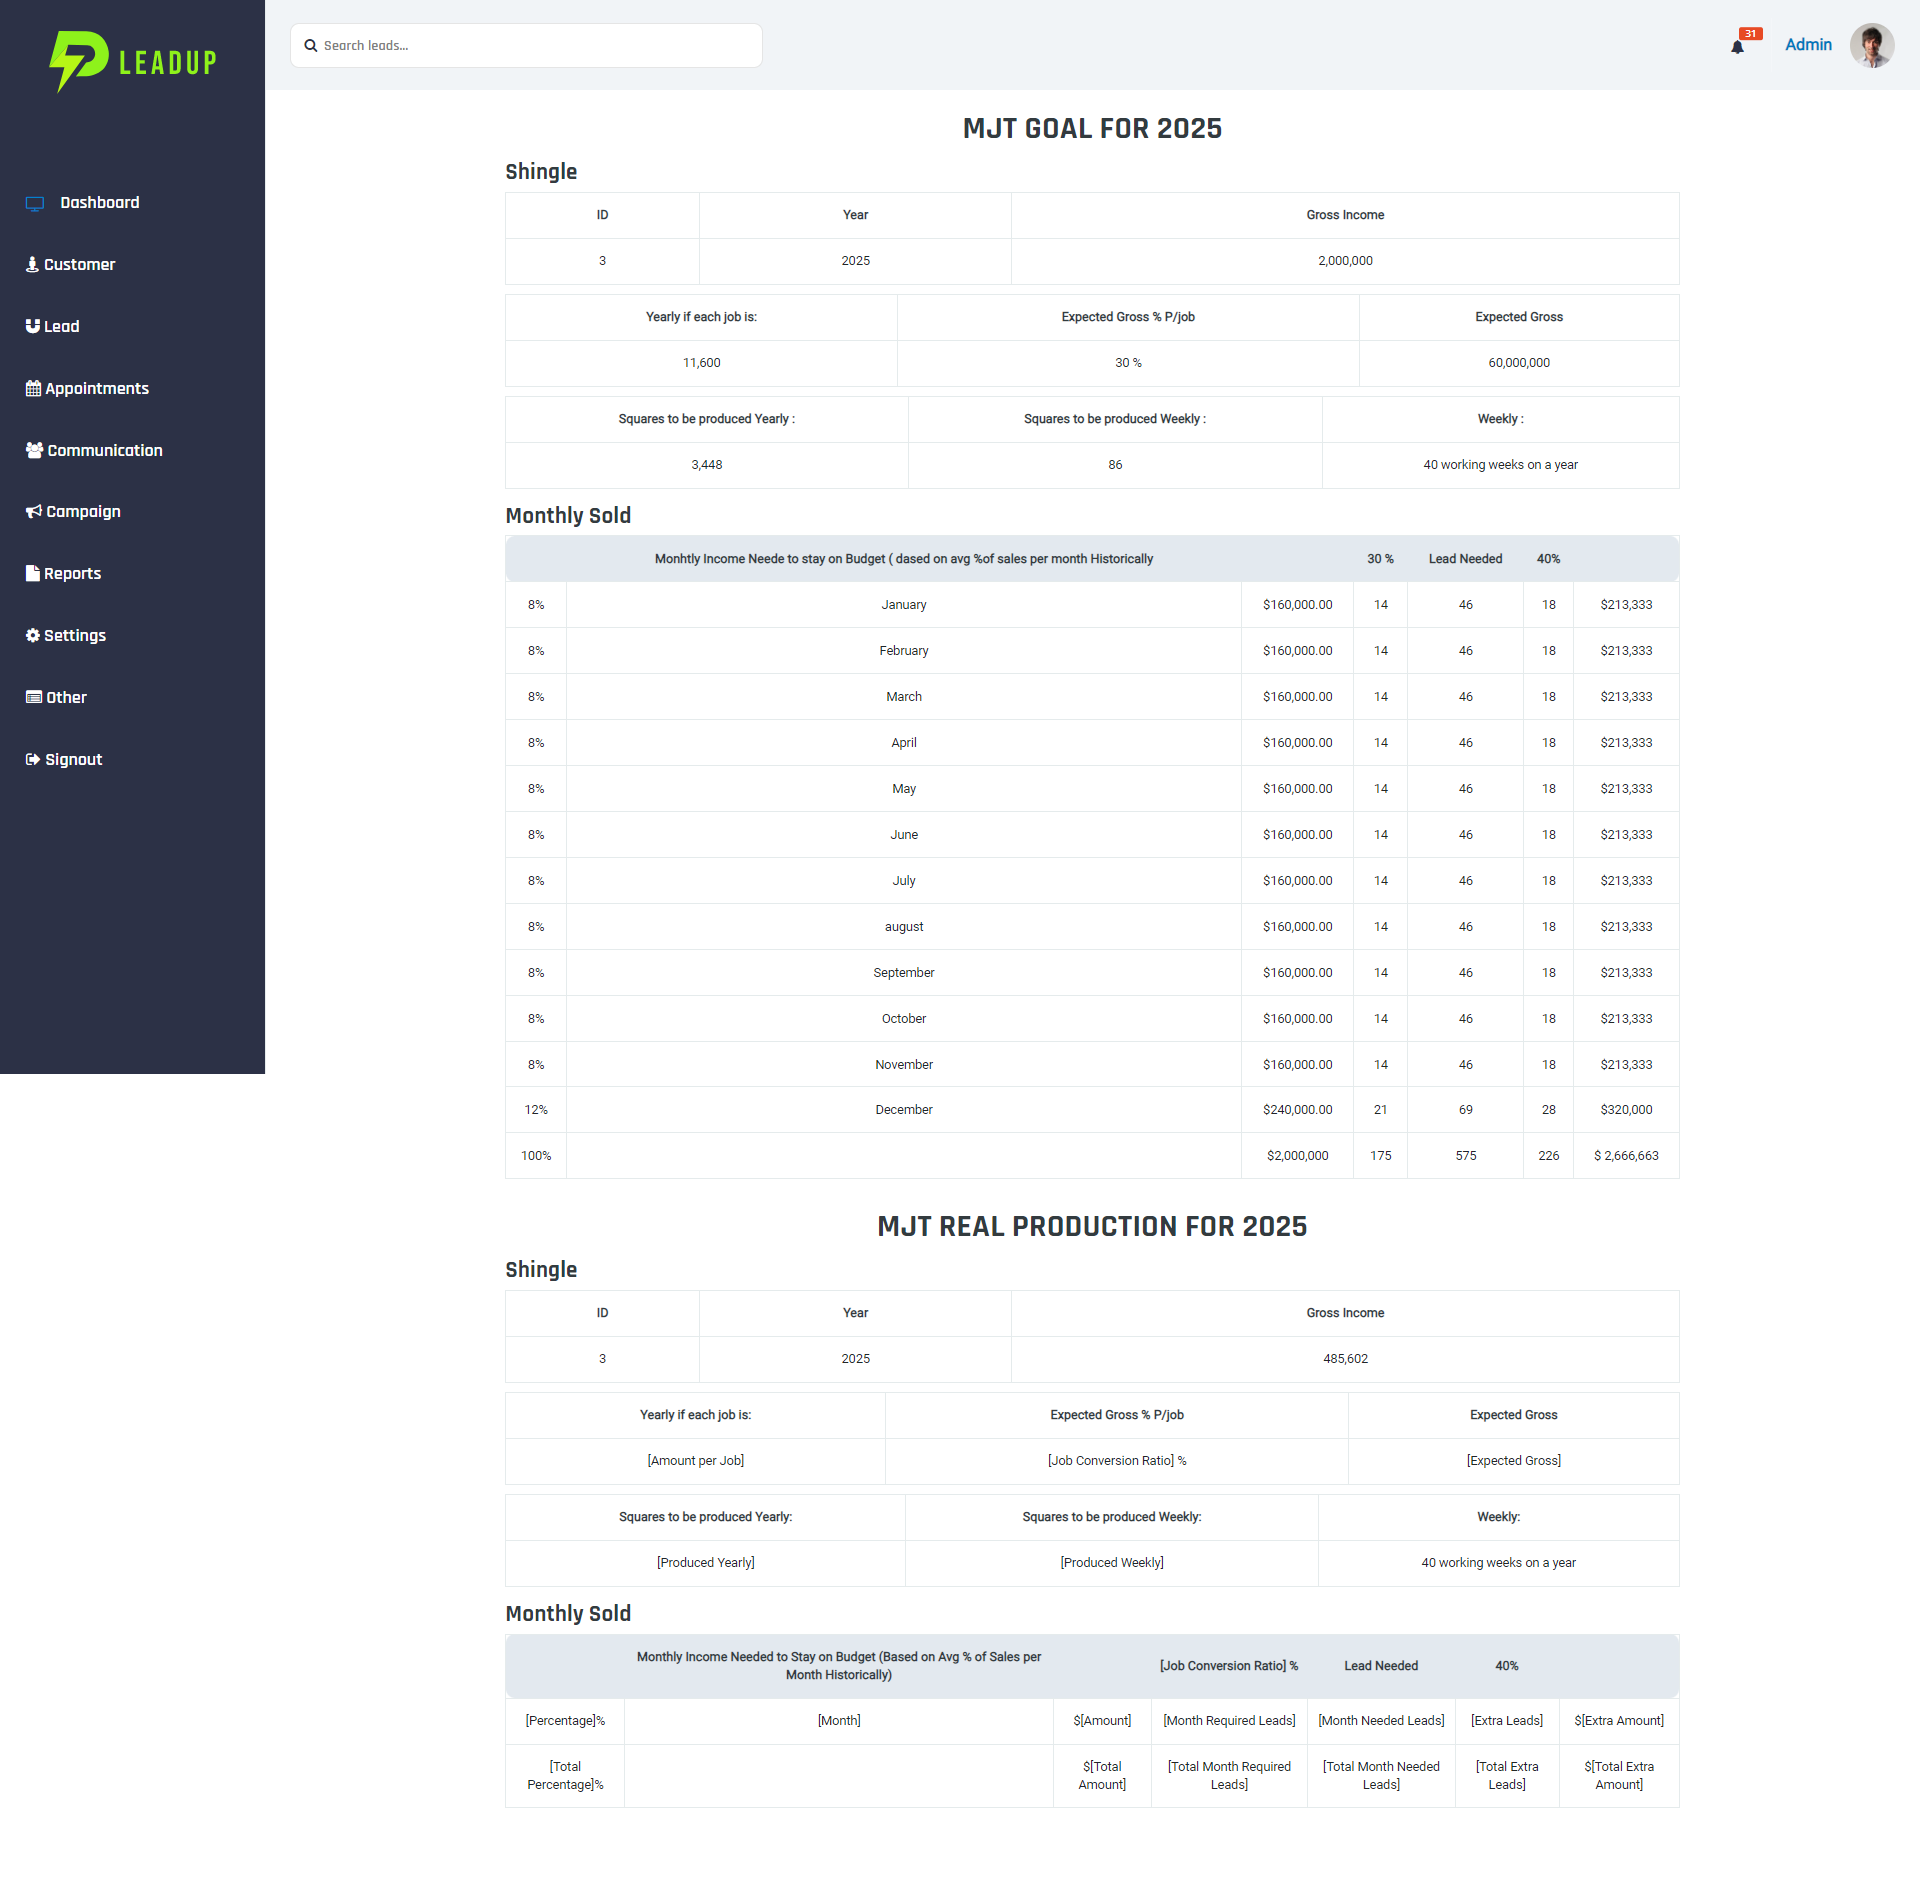 LEADUP
Search leads...
31
Admin
Dashboard
Customer
Lead
Appointments
Communication
Campaign
Reports
Settings
Other
Signout
MJT GOAL FOR 2025
Shingle
ID Year Gross Income
3 2025 2,000,000
Yearly if each job is: Expected Gross % P/job Expected Gross
11,600 30 % 60,000,000
Squares to be produced Yearly : Squares to be produced Weekly : Weekly :
3,448 86 40 working weeks on a year
Monthly Sold
Monhtly Income Neede to stay on Budget ( dased on avg %of sales per month Historically 30 % Lead Needed 40%
8% January $160,000.00 14 46 18 $213,333
8% February $160,000.00 14 46 18 $213,333
8% March $160,000.00 14 46 18 $213,333
8% April $160,000.00 14 46 18 $213,333
8% May $160,000.00 14 46 18 $213,333
8% June $160,000.00 14 46 18 $213,333
8% July $160,000.00 14 46 18 $213,333
8% august $160,000.00 14 46 18 $213,333
8% September $160,000.00 14 46 18 $213,333
8% October $160,000.00 14 46 18 $213,333
8% November $160,000.00 14 46 18 $213,333
12% December $240,000.00 21 69 28 $320,000
100% $2,000,000 175 575 226 $ 2,666,663
MJT REAL PRODUCTION FOR 2025
Shingle
ID Year Gross Income
3 2025 485,602
Yearly if each job is: Expected Gross % P/job Expected Gross
[Amount per Job] [Job Conversion Ratio] % [Expected Gross]
Squares to be produced Yearly: Squares to be produced Weekly: Weekly:
[Produced Yearly] [Produced Weekly] 40 working weeks on a year
Monthly Sold
Monthly Income Needed to Stay on Budget (Based on Avg % of Sales per
Month Historically) [Job Conversion Ratio] % Lead Needed 40%
[Percentage]% [Month] $[Amount] [Month Required Leads] [Month Needed Leads] [Extra Leads] $[Extra Amount]
[Total $[Total [Total Month Required [Total Month Needed [Total Extra $[Total Extra
Percentage]% Amount] Leads] Leads] Leads] Amount]